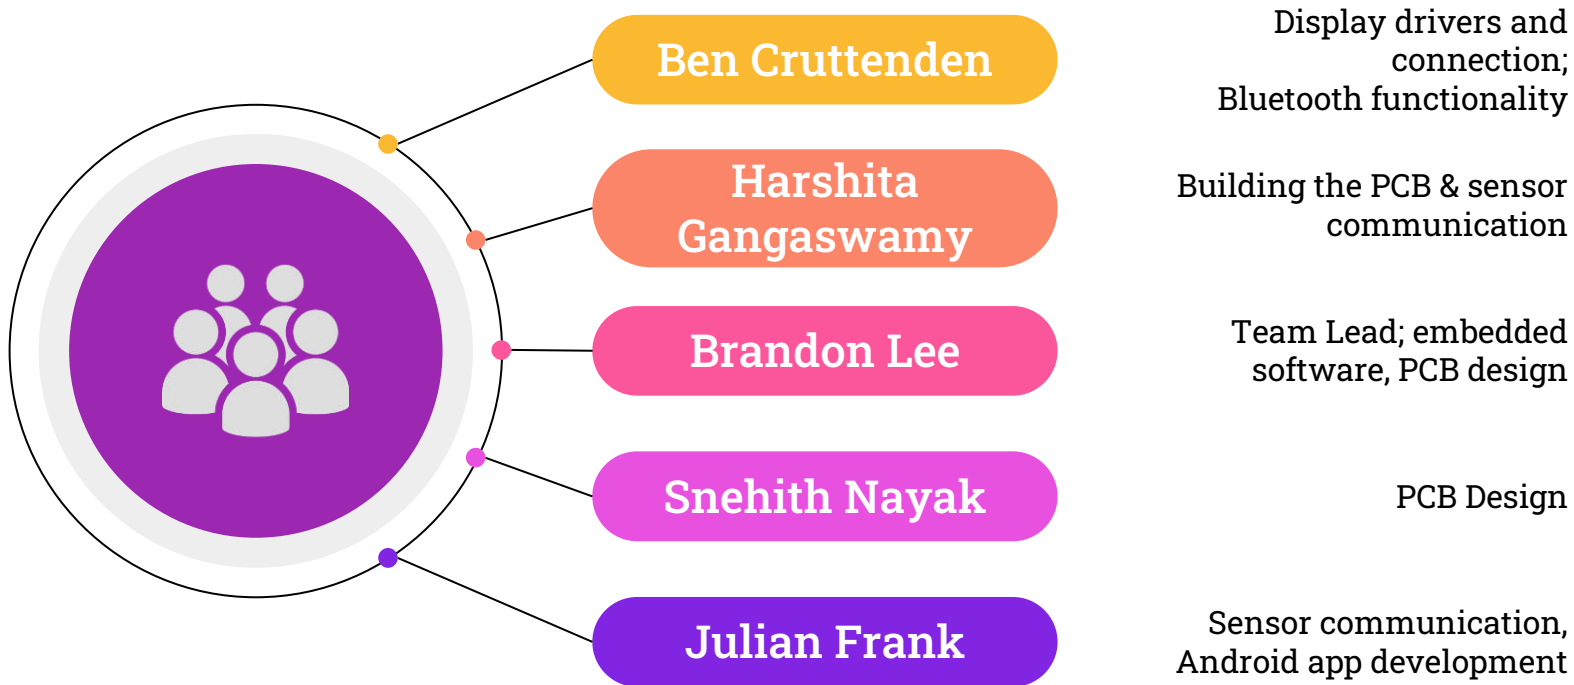 Ben Cruttenden
Display drivers and
connection;
Bluetooth functionality
Harshita
Gangaswamy
Building the PCB & sensor
communication
Brandon Lee
Team Lead; embedded
software, PCB design
Snehith Nayak
PCB Design
Julian Frank
Sensor communication,
Android app development